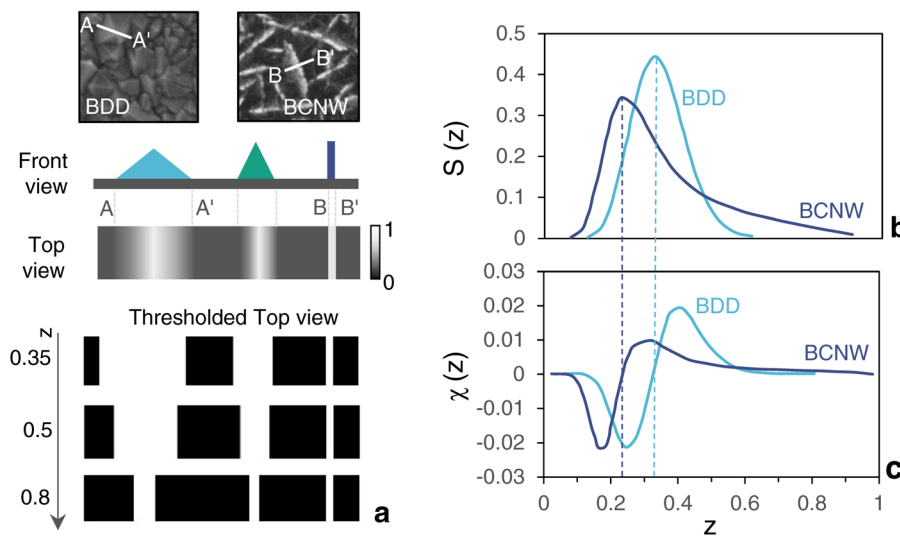 A
A'
BDD
B
B'
BCNW
Front
view
A
A'
B
B'
Top
view
1
0
Thresholded Top view
z
0.35
0.5
0.8
a
0.5
0.4
0.3
0.2
0.1
0
S (z)
BDD
BCNW
b
0.03
0.02
0.01
0
-0.01
-0.02
-0.03
χ (z)
BDD
BCNW
c
0
0.2
0.4
0.6
0.8
1
z